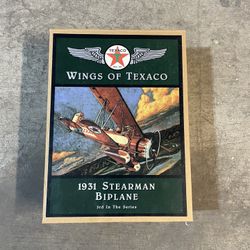 TEXACO
WINGS OF TEXACO
1931 STEARMAN
BIPLANE
3rd In The Series